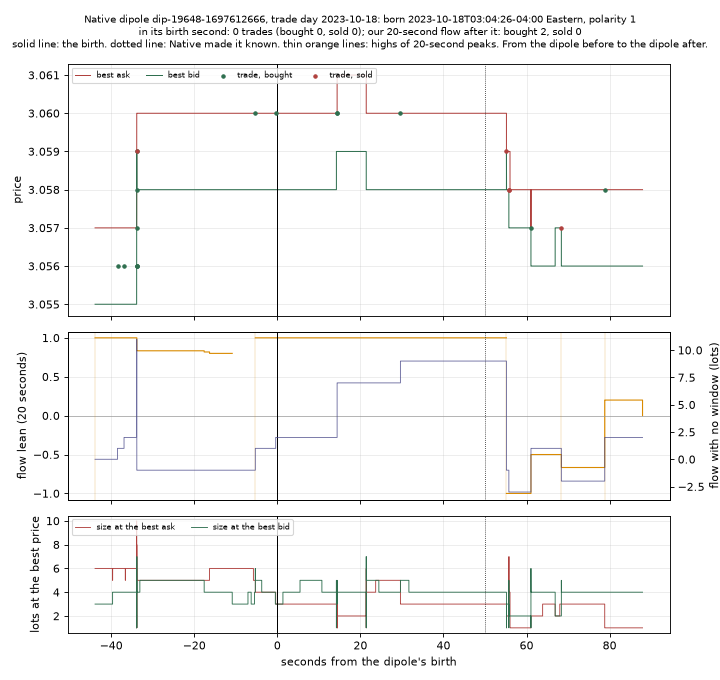 Native dipole dip-19648-1697612666, trade day 2023-10-18: born 2023-10-18T03:04:26-04:00 Eastern, polarity 1
in its birth second: 0 trades (bought 0, sold 0); our 20-second flow after it: bought 2, sold 0
solid line: the birth. dotted line: Native made it known. thin orange lines: highs of 20-second peaks. From the dipole before to the dipole after.
best ask
best bid
trade, bought
trade, sold
3.061
3.060
3.059
3.058
3.057
3.056
3.055
price
1.0
0.5
0.0
−0.5
−1.0
flow lean (20 seconds)
10.0
7.5
5.0
2.5
0.0
−2.5
flow with no window (lots)
size at the best ask
size at the best bid
10
8
6
4
2
lots at the best price
−40
−20
0
20
40
60
80
seconds from the dipole's birth